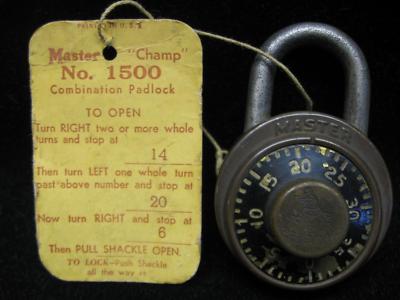 PRINTED IN U.S.A.
Master "Champ"
No. 1500
Combination Padlock
TO OPEN
Turn RIGHT two or more whole
turns and stop at
14
Then turn LEFT one whole turn
past above number and stop at
20
Now turn RIGHT and stop at
6
Then PULL SHACKLE OPEN.
TO LOCK—Push Shackle
all the way in
MASTER
10
15
20
25
30